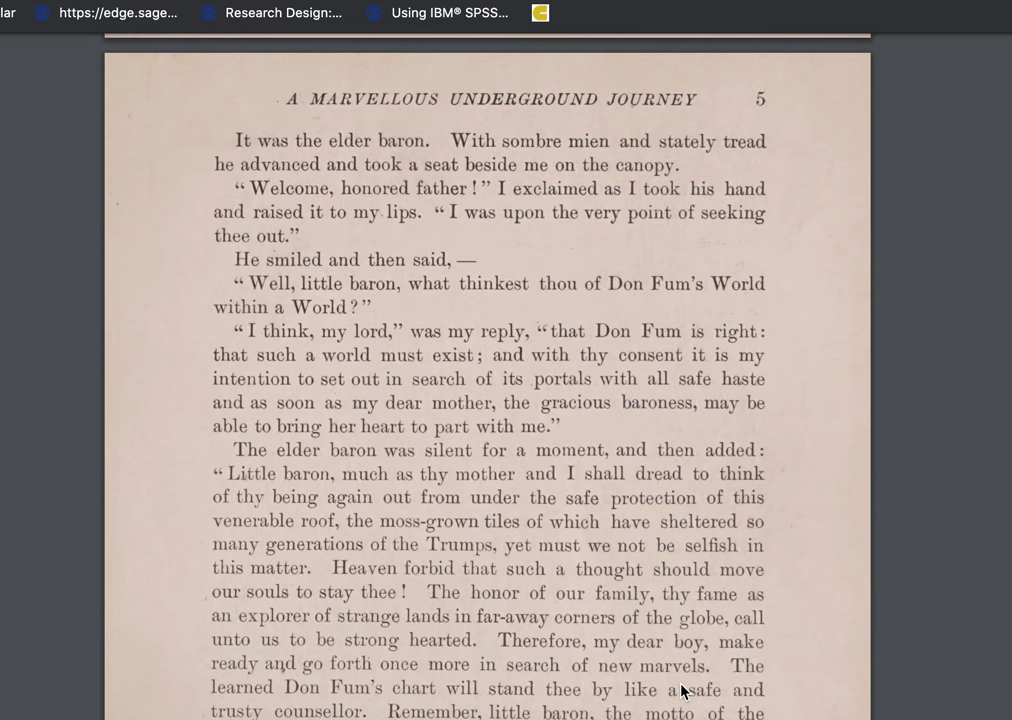 lar https://edge.sage... Research Design:... Using IBM® SPSS...
A MARVELLOUS UNDERGROUND JOURNEY 5
It was the elder baron. With sombre mien and stately tread
he advanced and took a seat beside me on the canopy.
“ Welcome, honored father ! ” I exclaimed as I took his hand
and raised it to my lips. “ I was upon the very point of seeking
thee out.”
He smiled and then said, —
“ Well, little baron, what thinkest thou of Don Fum’s World
within a World ? ”
“ I think, my lord,” was my reply, “ that Don Fum is right :
that such a world must exist ; and with thy consent it is my
intention to set out in search of its portals with all safe haste
and as soon as my dear mother, the gracious baroness, may be
able to bring her heart to part with me.”
The elder baron was silent for a moment, and then added :
“ Little baron, much as thy mother and I shall dread to think
of thy being again out from under the safe protection of this
venerable roof, the moss-grown tiles of which have sheltered so
many generations of the Trumps, yet must we not be selfish in
this matter. Heaven forbid that such a thought should move
our souls to stay thee ! The honor of our family, thy fame as
an explorer of strange lands in far-away corners of the globe, call
unto us to be strong hearted. Therefore, my dear boy, make
ready and go forth once more in search of new marvels. The
learned Don Fum’s chart will stand thee by like a safe and
trusty counsellor. Remember, little baron, the motto of the